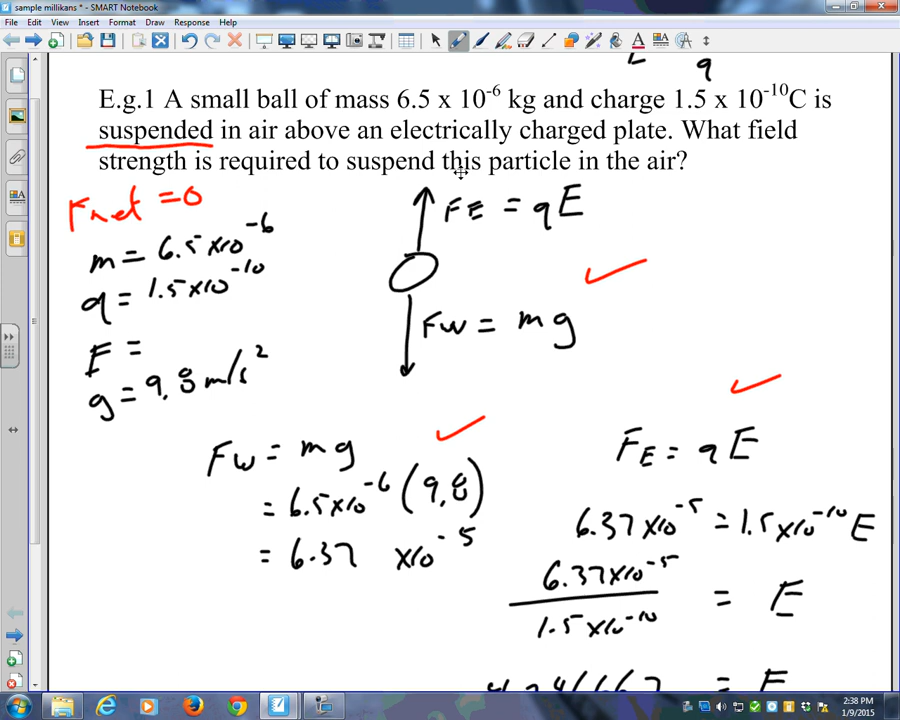 sample millikans * - SMART Notebook
File Edit View Insert Format Draw Response Help
E q
E.g.1 A small ball of mass 6.5 x 10⁻⁶ kg and charge 1.5 x 10⁻¹⁰C is
suspended in air above an electrically charged plate. What field
strength is required to suspend this particle in the air?
Fnet = 0
m = 6.5x10⁻⁶
q = 1.5x10⁻¹⁰
E =
g = 9.8 m/s²
FE = qE
Fw = mg
Fw = mg
= 6.5x10⁻⁶ (9.8)
= 6.37 x10⁻⁵
FE = qE
6.37x10⁻⁵ = 1.5x10⁻¹⁰ E
6.37x10⁻⁵
1.5x10⁻¹⁰
= E
= E
2:38 PM
1/9/2015